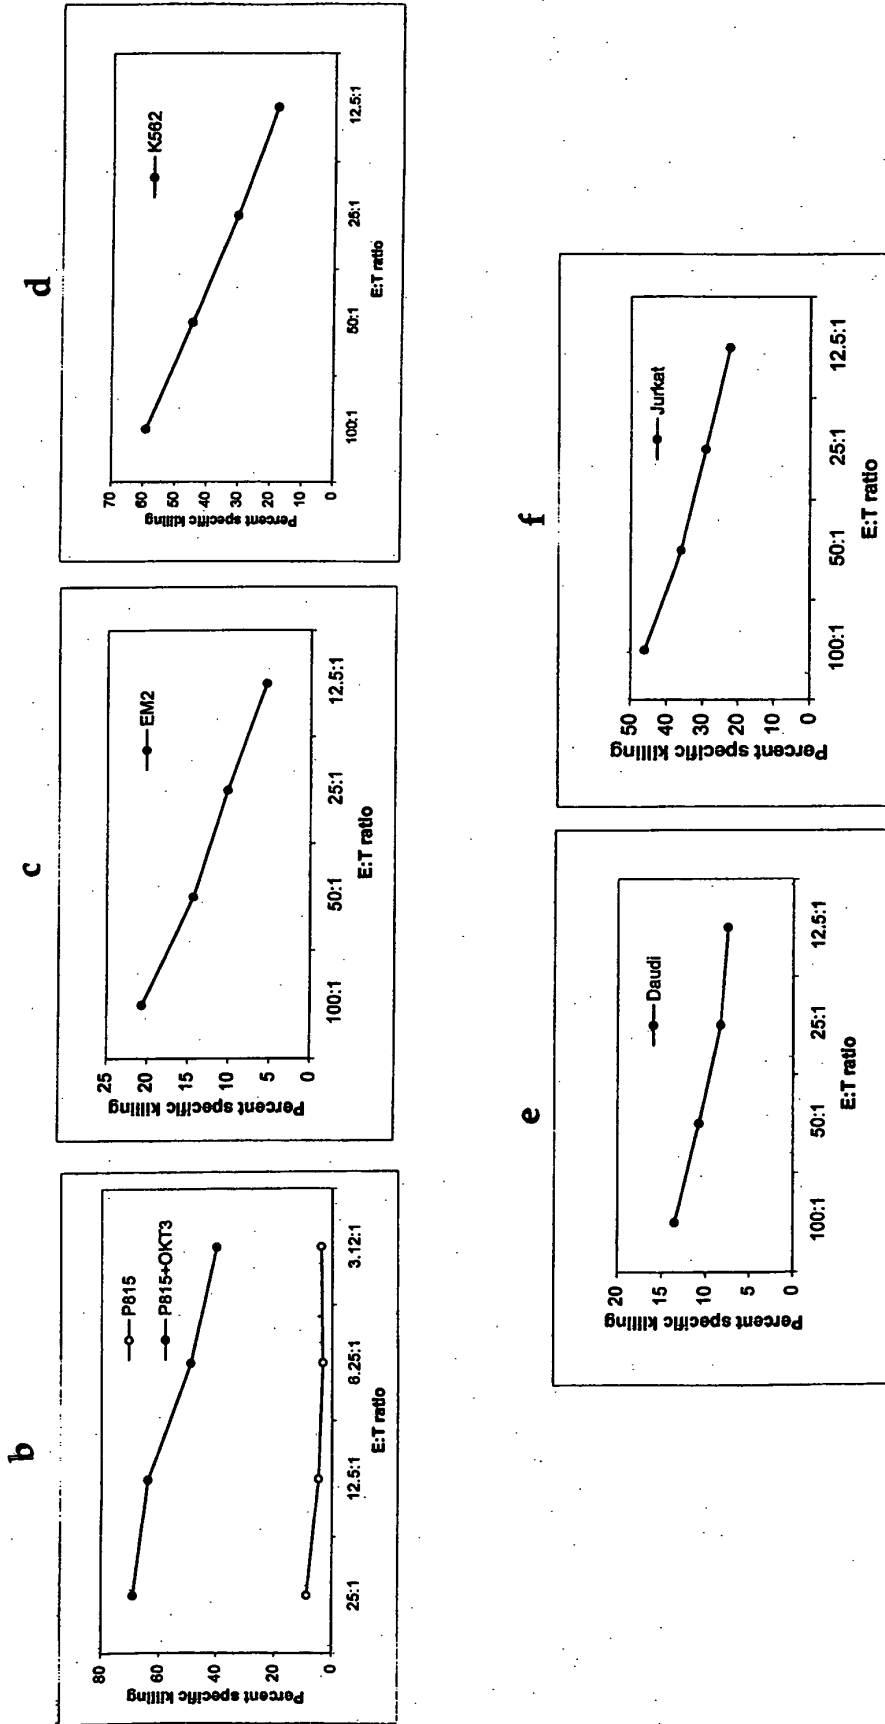 b
80
60
40
20
0
Percent specific killing
P815
P815+OKT3
25:1
12.5:1
6.25:1
3.12:1
E:T ratio
c
25
20
15
10
5
0
Percent specific killing
EM2
100:1
50:1
25:1
12.5:1
E:T ratio
d
70
60
50
40
30
20
10
0
Percent specific killing
K562
100:1
50:1
25:1
12.5:1
E:T ratio
e
20
15
10
5
0
Percent specific killing
Daudi
100:1
50:1
25:1
12.5:1
E:T ratio
f
50
40
30
20
10
0
Percent specific killing
Jurkat
100:1
50:1
25:1
12.5:1
E:T ratio